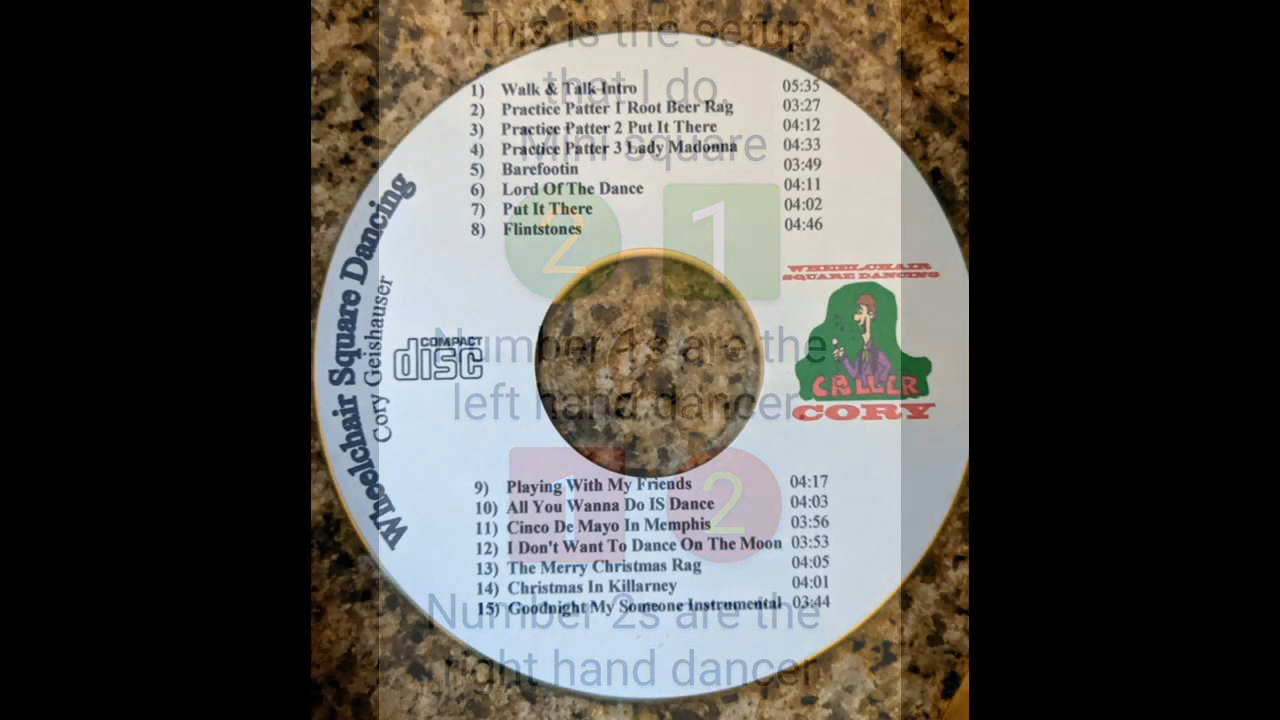 This is the setup
that I do.
Mini square
2 1
Number 1's are the
left hand dancer.
1 2
Number 2s are the
right hand dancer
1) Walk & Talk Intro 05:35
2) Practice Patter 1 Root Beer Rag 03:27
3) Practice Patter 2 Put It There 04:12
4) Practice Patter 3 Lady Madonna 04:33
5) Barefootin 03:49
6) Lord Of The Dance 04:11
7) Put It There 04:02
8) Flintstones 04:46
Wheelchair Square Dancing
Cory Geishauser
COMPACT
disc
WHEELCHAIR
SQUARE DANCING
CALLER
CORY
9) Playing With My Friends 04:17
10) All You Wanna Do IS Dance 04:03
11) Cinco De Mayo In Memphis 03:56
12) I Don't Want To Dance On The Moon 03:53
13) The Merry Christmas Rag 04:05
14) Christmas In Killarney 04:01
15) Goodnight My Someone Instrumental 03:44